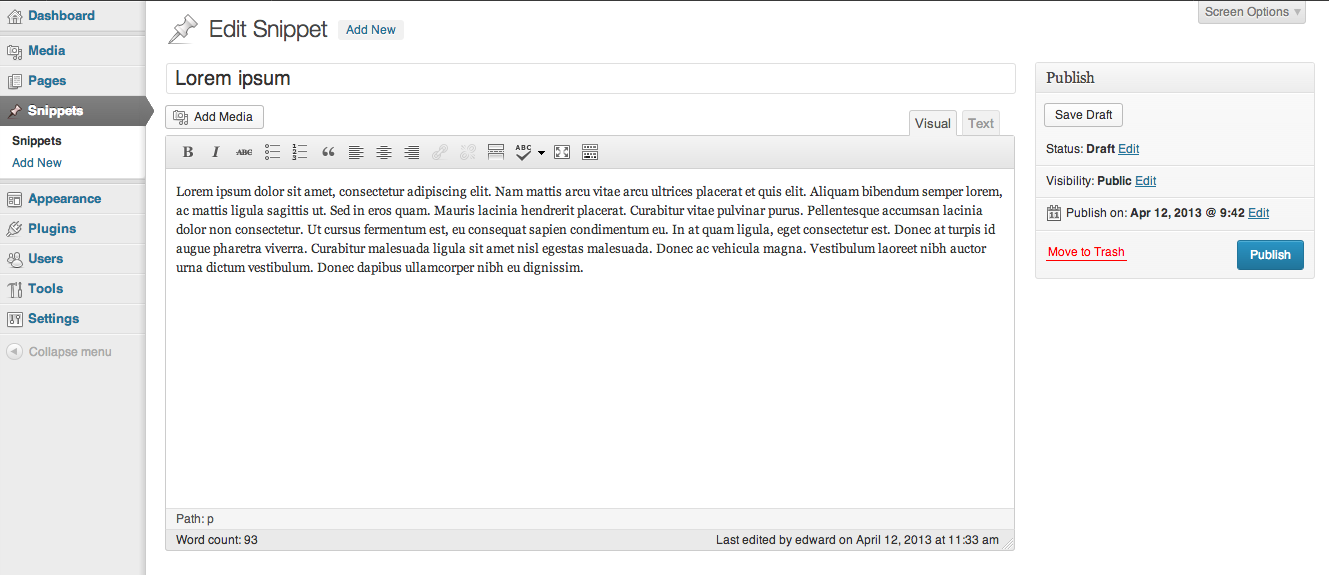 Dashboard
Media
Pages
Snippets
Snippets
Add New
Appearance
Plugins
Users
Tools
Settings
Collapse menu
Screen Options
Edit Snippet Add New
Lorem ipsum
Add Media
Visual Text
B I ABC ABC
Lorem ipsum dolor sit amet, consectetur adipiscing elit. Nam mattis arcu vitae arcu ultrices placerat et quis elit. Aliquam bibendum semper lorem,
ac mattis ligula sagittis ut. Sed in eros quam. Mauris lacinia hendrerit placerat. Curabitur vitae pulvinar purus. Pellentesque accumsan lacinia
dolor non consectetur. Ut cursus fermentum est, eu consequat sapien condimentum eu. In at quam ligula, eget consectetur est. Donec at turpis id
augue pharetra viverra. Curabitur malesuada ligula sit amet nisl egestas malesuada. Donec ac vehicula magna. Vestibulum laoreet nibh auctor
urna dictum vestibulum. Donec dapibus ullamcorper nibh eu dignissim.
Path: p
Word count: 93 Last edited by edward on April 12, 2013 at 11:33 am
Publish
Save Draft
Status: Draft Edit
Visibility: Public Edit
11 Publish on: Apr 12, 2013 @ 9:42 Edit
Move to Trash Publish